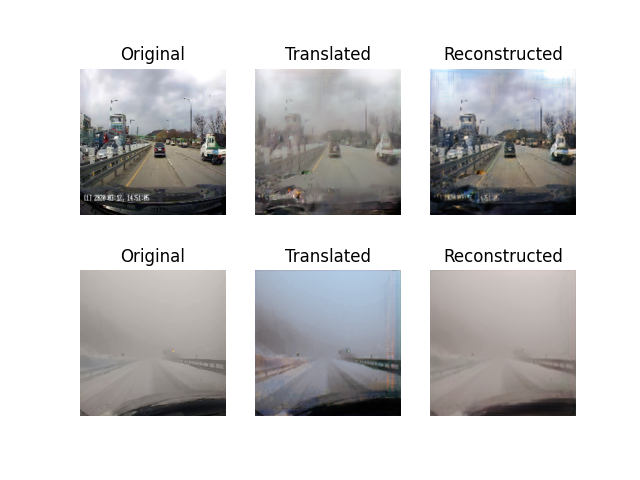 Original
Translated
Reconstructed
Original
Translated
Reconstructed